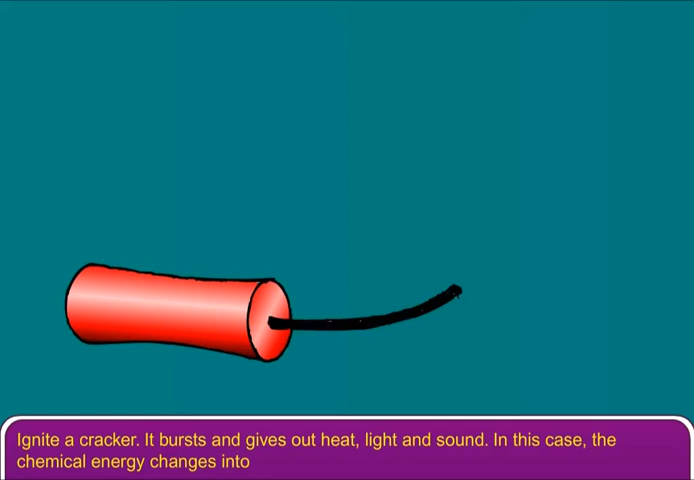 Ignite a cracker. It bursts and gives out heat, light and sound. In this case, the
chemical energy changes into